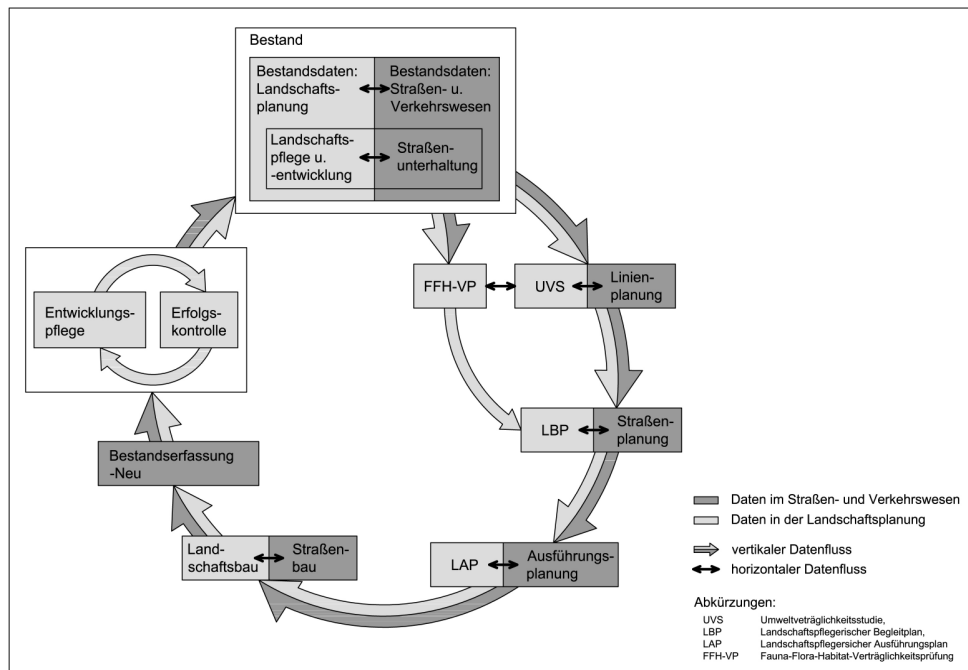 Bestand
Bestandsdaten:
Landschafts-
planung
Bestandsdaten:
Straßen- u.
Verkehrswesen
Landschafts-
pflege u.
-entwicklung
Straßen-
unterhaltung
FFH-VP
UVS
Linien-
planung
Entwicklungs-
pflege
Erfolgs-
kontrolle
LBP
Straßen-
planung
Bestandserfassung
-Neu
Land-
schaftsbau
Straßen-
bau
LAP
Ausführungs-
planung
Daten im Straßen- und Verkehrswesen
Daten in der Landschaftsplanung
vertikaler Datenfluss
horizontaler Datenfluss
Abkürzungen:
UVS Umweltveträglichkeitsstudie,
LBP Landschaftspflegerischer Begleitplan,
LAP Landschaftspflegersicher Ausführungsplan
FFH-VP Fauna-Flora-Habitat-Verträglichkeitsprüfung